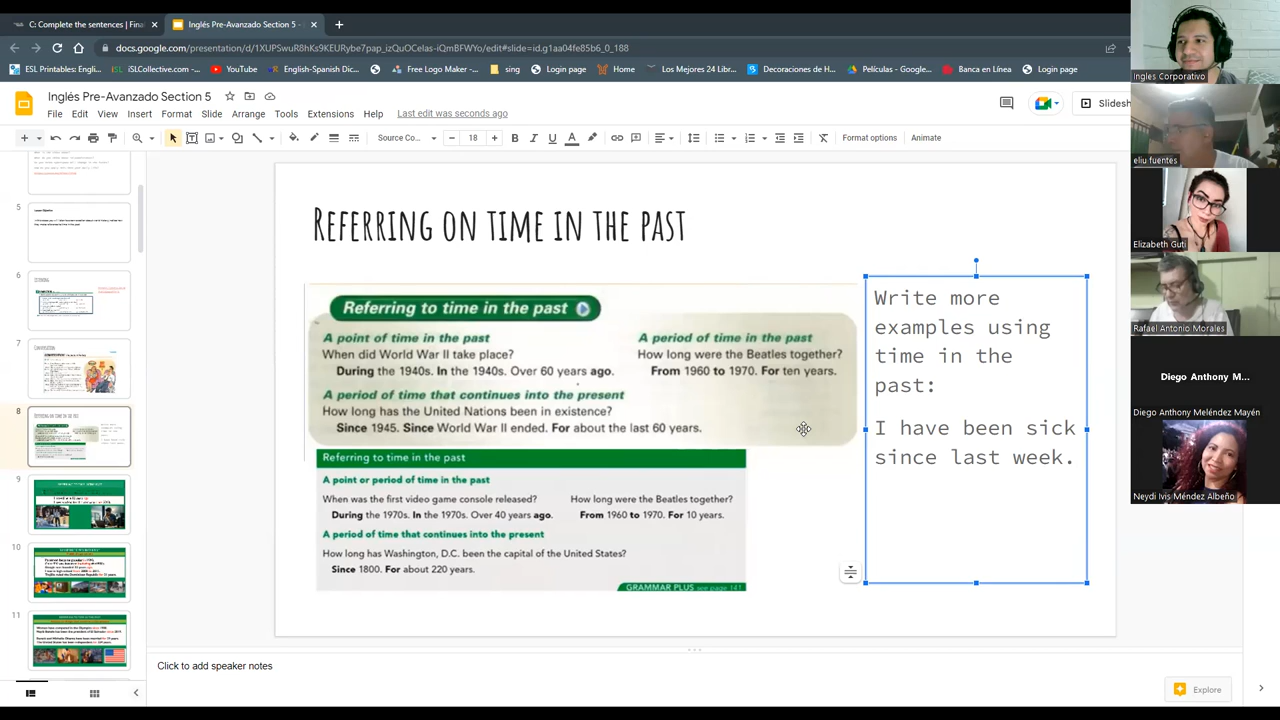 C: Complete the sentences | Final
Inglés Pre-Avanzado Section 5 -
docs.google.com/presentation/d/1XUPSwuR8hKs9KEURybe7pap_izQuOCelas-iQmBFWYo/edit#slide=id.g1aa04fe85b6_0_188
ESL Printables: Engli...
iSLCollective.com -...
YouTube
English-Spanish Dic...
Free Logo Maker -...
Login page
Home
Los Mejores 24 Libr...
Decoraciones de H...
Películas - Google...
Banca en Línea
Login page
Inglés Pre-Avanzado Section 5
File Edit View Insert Format Slide Arrange Tools Extensions Help
Last edit was seconds ago
Slidesh
Source Co...
18
Format options
Animate
5
6
7
8
9
10
11
Referring on time in the past
Referring to time in the past
A point of time in the past
When did World War II take place?
During the 1940s. In the 1940s. Over 60 years ago.
A period of time in the past
How long were the Beatles together?
From 1960 to 1970. For ten years.
A period of time that continues into the present
How long has the United Nations been in existence?
Since 1945. Since World War II ended. For about the last 60 years.
Referring to time in the past
A point or period of time in the past
When was the first video game console released?
During the 1970s. In the 1970s. Over 40 years ago.
How long were the Beatles together?
From 1960 to 1970. For 10 years.
A period of time that continues into the present
How long has Washington, D.C. been the capital of the United States?
Since 1800. For about 220 years.
GRAMMAR PLUS see page 141
Write more
examples using
time in the
past:
I have been sick
since last week.
Click to add speaker notes
Explore
Ingles Corporativo
eliu fuentes
Elizabeth Guti
Rafael Antonio Morales
Diego Anthony M...
Diego Anthony Meléndez Mayén
Neydi Ivis Méndez Albeño